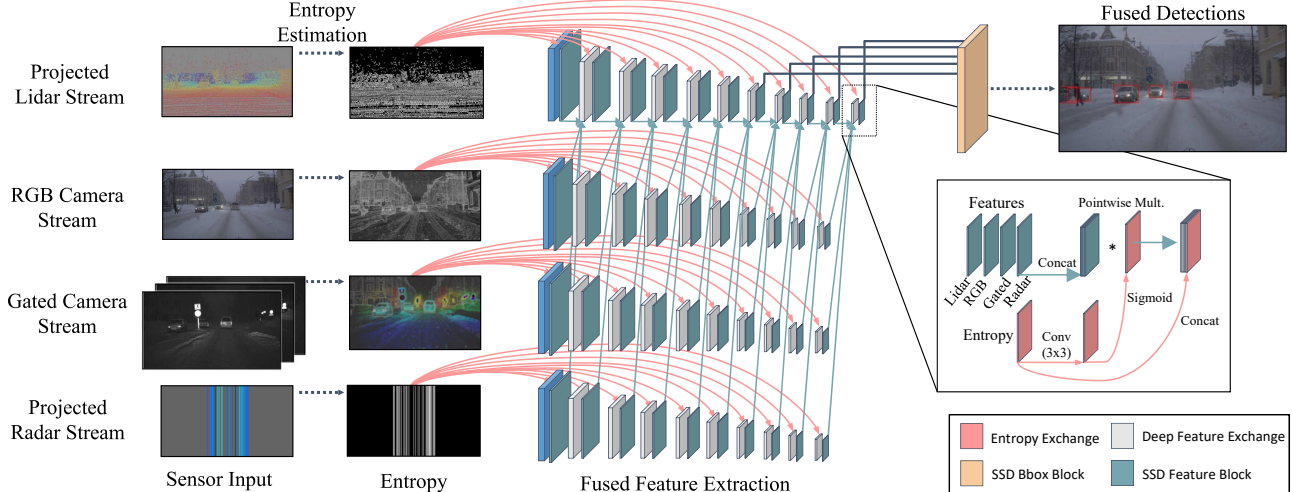 Entropy
Estimation
Fused Detections
Projected
Lidar Stream
RGB Camera
Stream
Gated Camera
Stream
Projected
Radar Stream
Sensor Input
Entropy
Fused Feature Extraction
Features
Pointwise Mult.
*
Concat
Lidar
RGB
Gated
Radar
Sigmoid
Entropy
Conv
(3x3)
Concat
Entropy Exchange
Deep Feature Exchange
SSD Bbox Block
SSD Feature Block